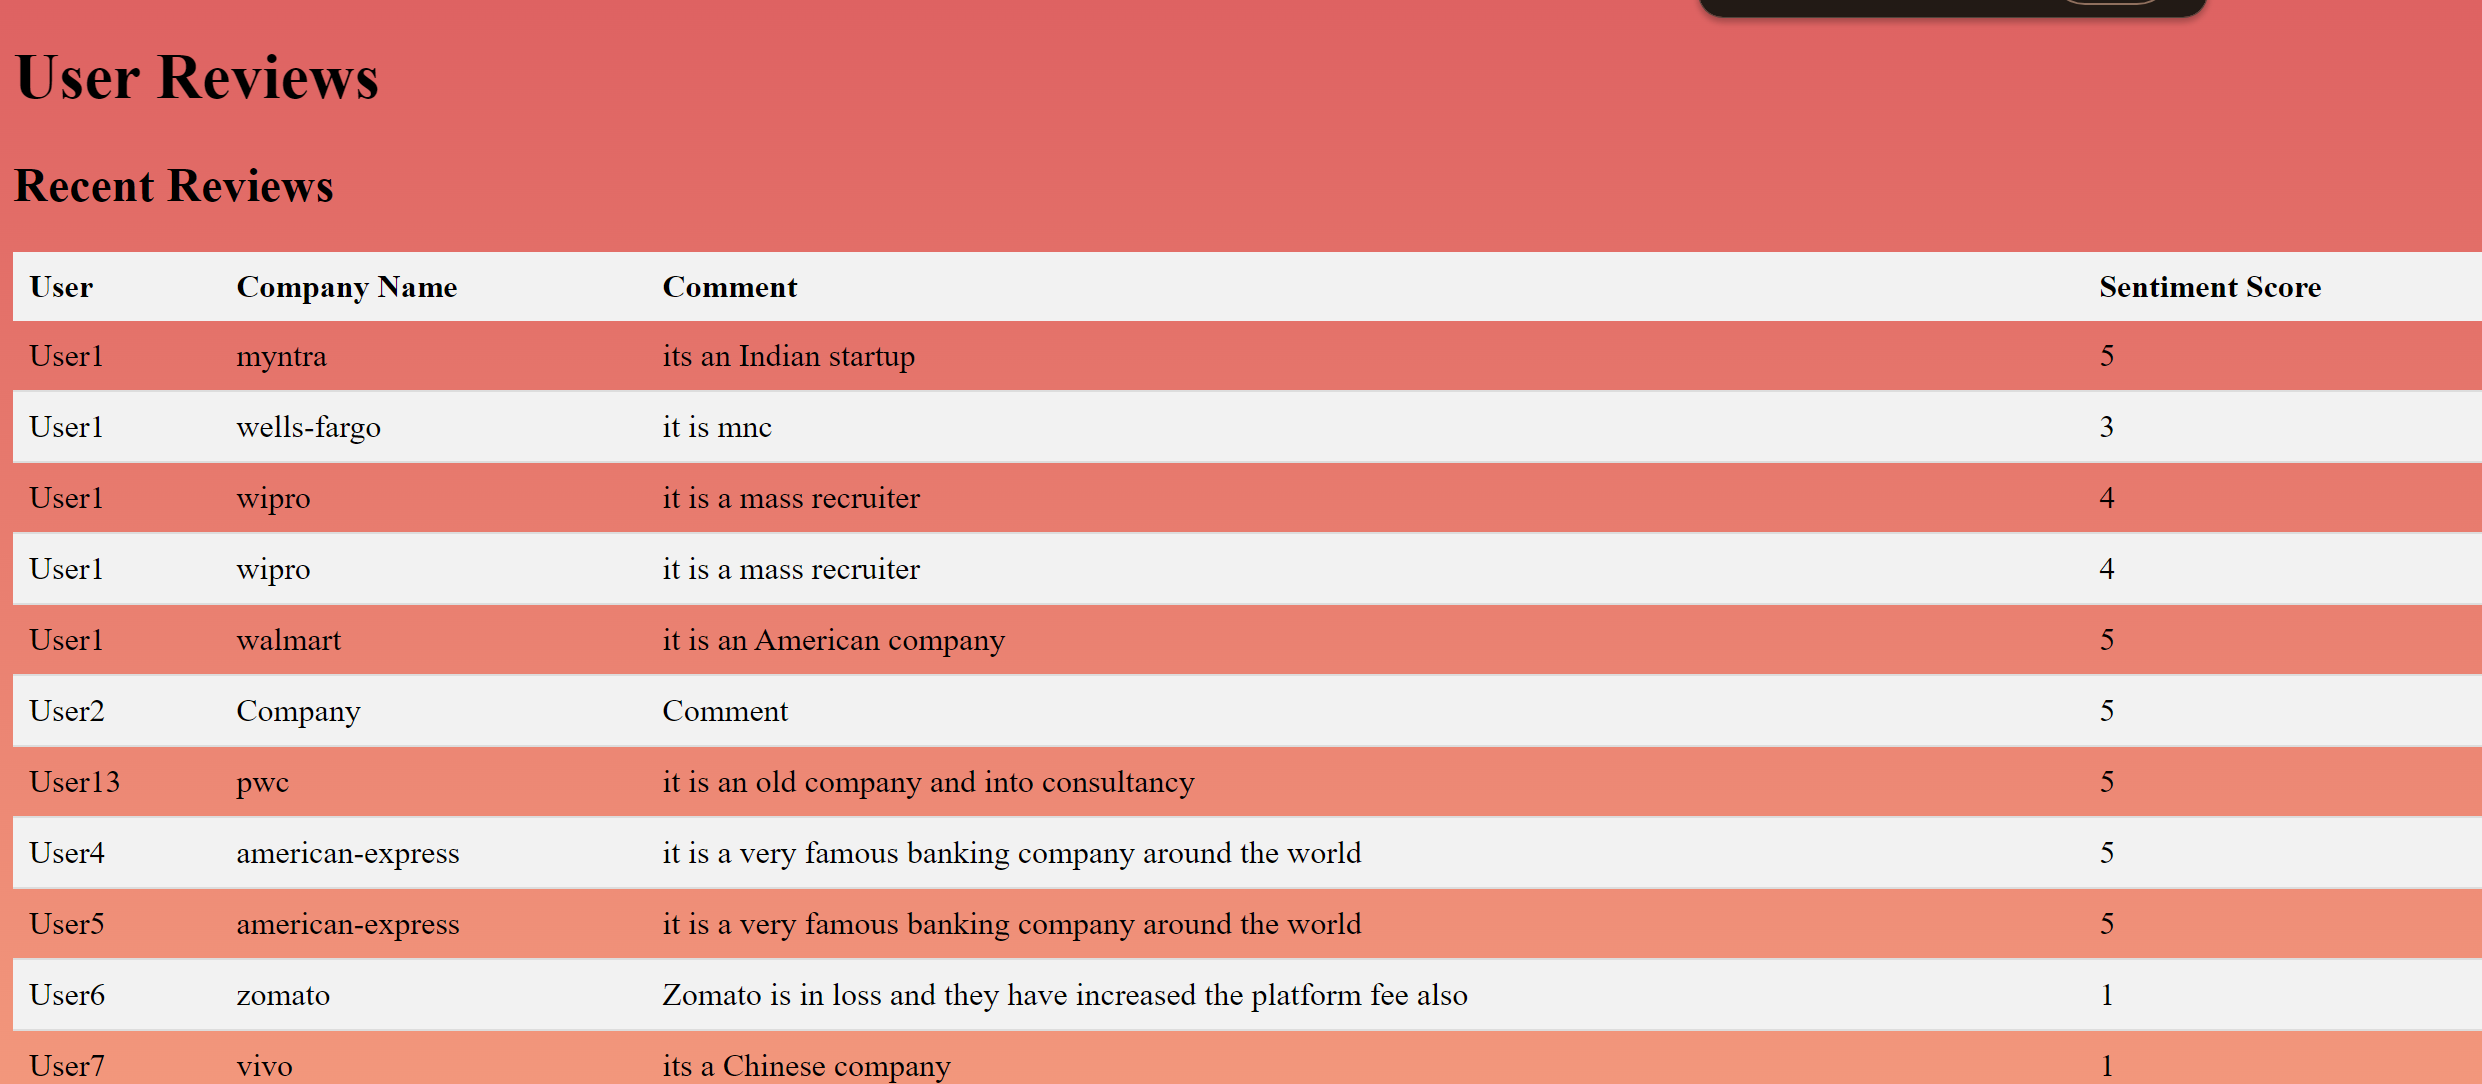 User Reviews
Recent Reviews
User Company Name Comment Sentiment Score
User1 myntra its an Indian startup 5
User1 wells-fargo it is mnc 3
User1 wipro it is a mass recruiter 4
User1 wipro it is a mass recruiter 4
User1 walmart it is an American company 5
User2 Company Comment 5
User13 pwc it is an old company and into consultancy 5
User4 american-express it is a very famous banking company around the world 5
User5 american-express it is a very famous banking company around the world 5
User6 zomato Zomato is in loss and they have increased the platform fee also 1
User7 vivo its a Chinese company 1